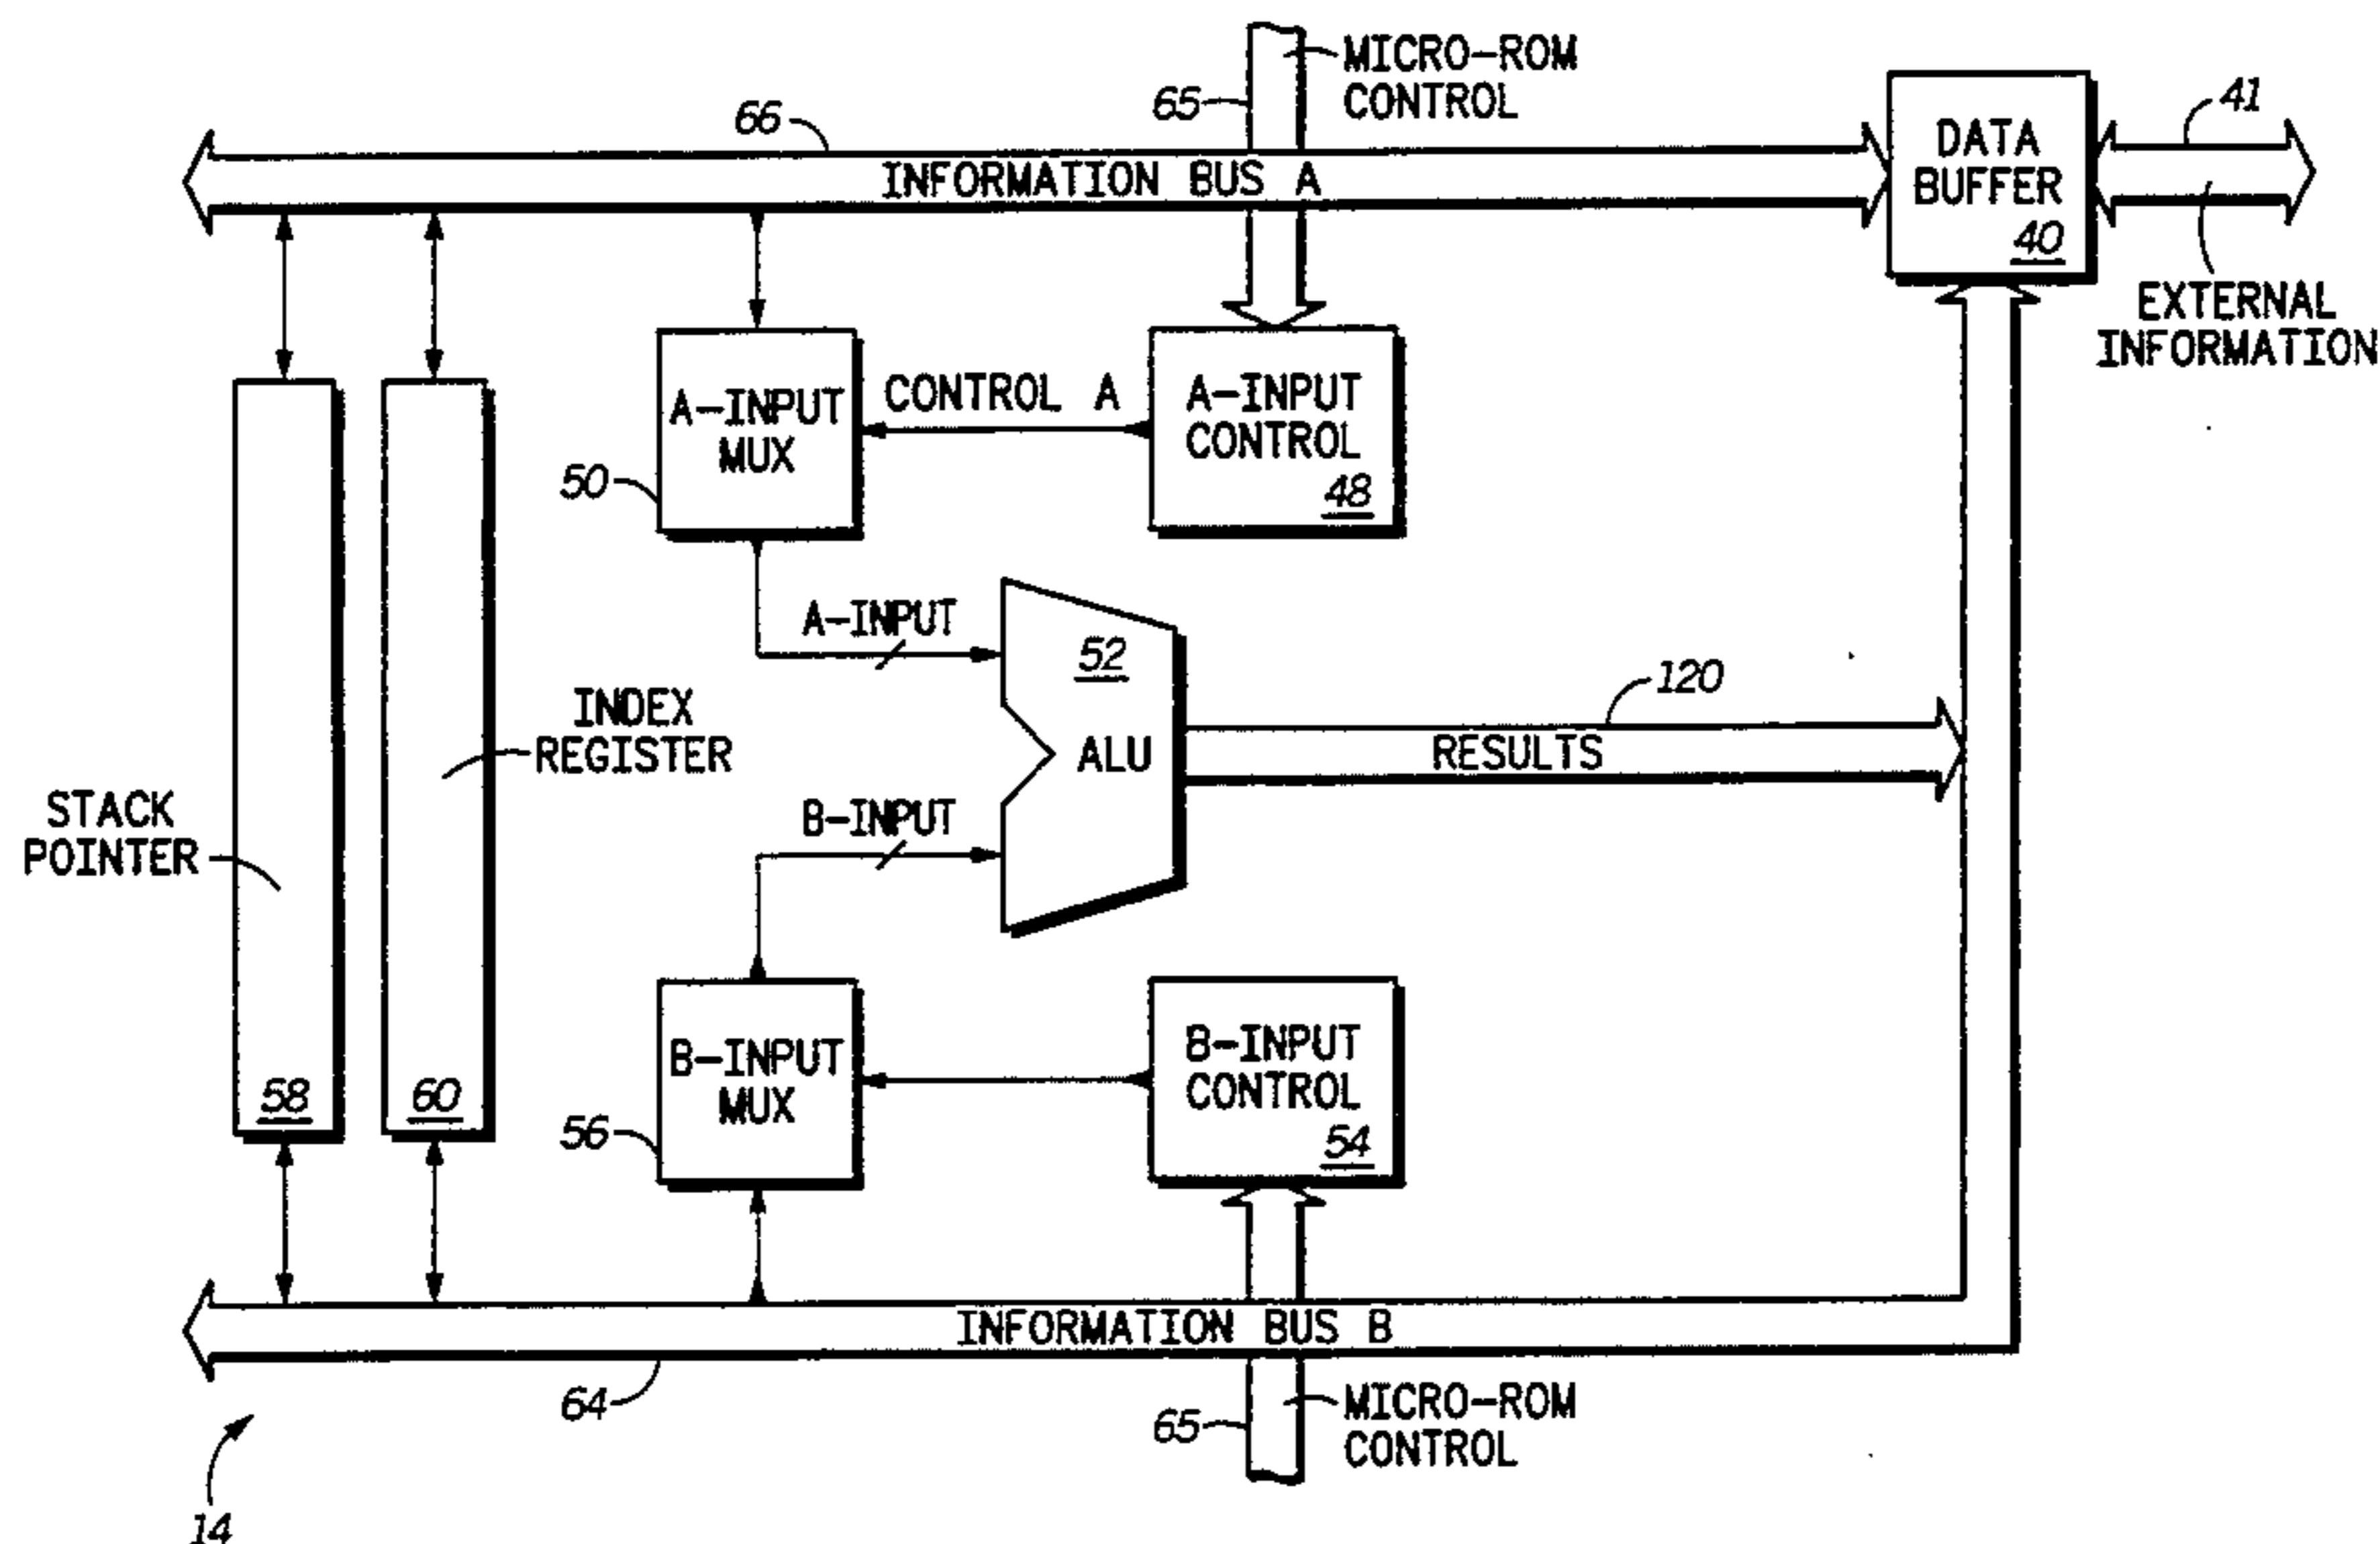 MICRO-ROM
CONTROL
65
66
41
INFORMATION BUS A
DATA
BUFFER
40
EXTERNAL
INFORMATION
A-INPUT
MUX
50
CONTROL A
A-INPUT
CONTROL
48
A-INPUT
52
ALU
120
RESULTS
INDEX
REGISTER
STACK
POINTER
B-INPUT
58
60
B-INPUT
MUX
56
B-INPUT
CONTROL
54
INFORMATION BUS B
64
65
MICRO-ROM
CONTROL
14